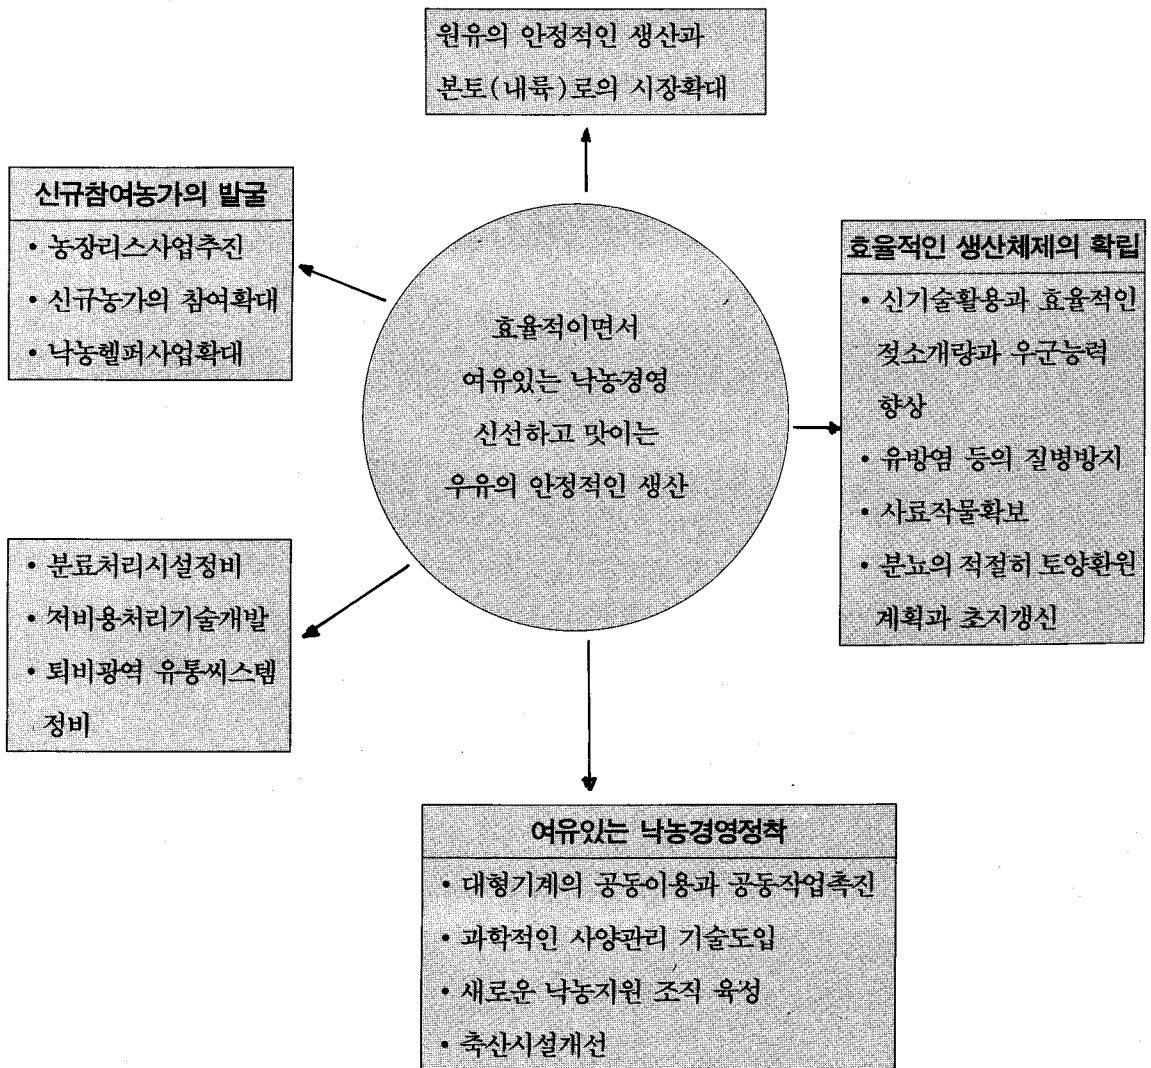 원유의 안정적인 생산과
본토(내륙)로의 시장확대
신규참여농가의 발굴
• 농장리스사업추진
• 신규농가의 참여확대
• 낙농헬퍼사업확대
효율적이면서
여유있는 낙농경영
신선하고 맛이는
우유의 안정적인 생산
효율적인 생산체제의 확립
• 신기술활용과 효율적인
젖소개량과 우군능력
향상
• 유방염 등의 질병방지
• 사료작물확보
• 분뇨의 적절히 토양환원
계획과 초지갱신
• 분료처리시설정비
• 저비용처리기술개발
• 퇴비광역 유통씨스템
정비
여유있는 낙농경영정착
• 대형기계의 공동이용과 공동작업촉진
• 과학적인 사양관리 기술도입
• 새로운 낙농지원 조직 육성
• 축산시설개선